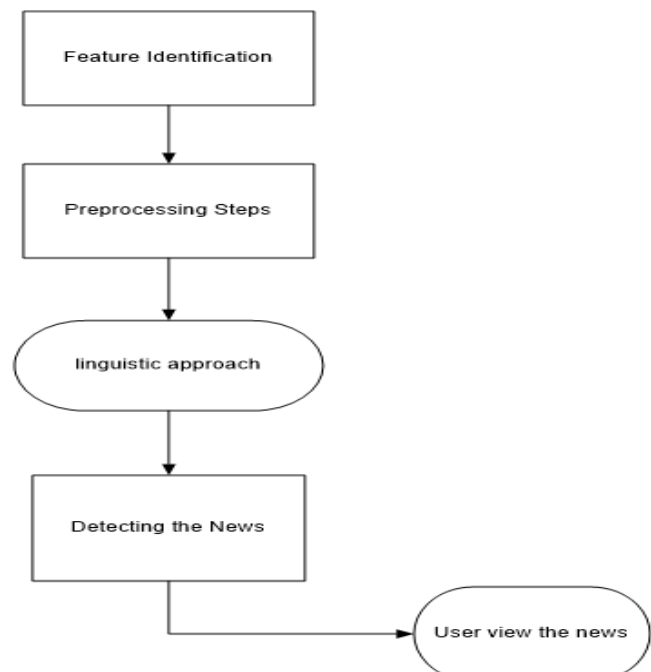 Feature Identification
Preprocessing Steps
linguistic approach
Detecting the News
User view the news